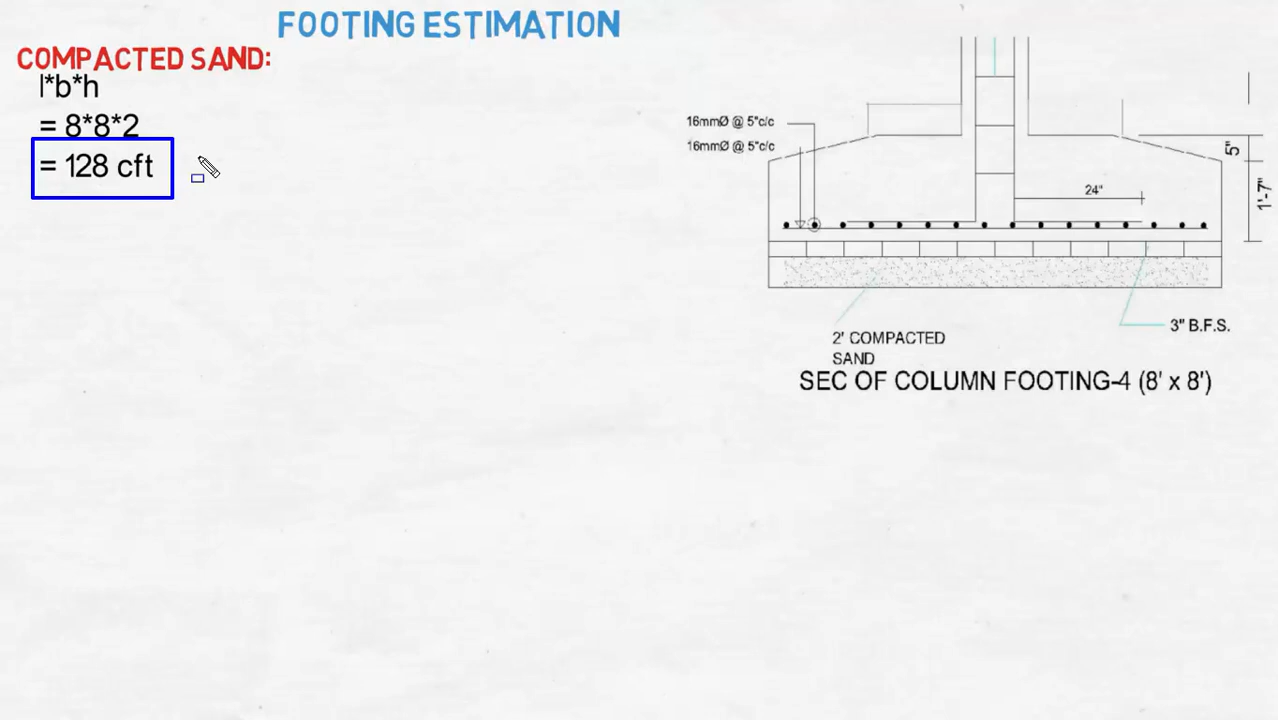 FOOTING ESTIMATION
COMPACTED SAND:
l*b*h
= 8*8*2
= 128 cft
16mmØ @ 5"c/c
16mmØ @ 5"c/c
5"
24"
1'-7"
3" B.F.S.
2' COMPACTED
SAND
SEC OF COLUMN FOOTING-4 (8' x 8')